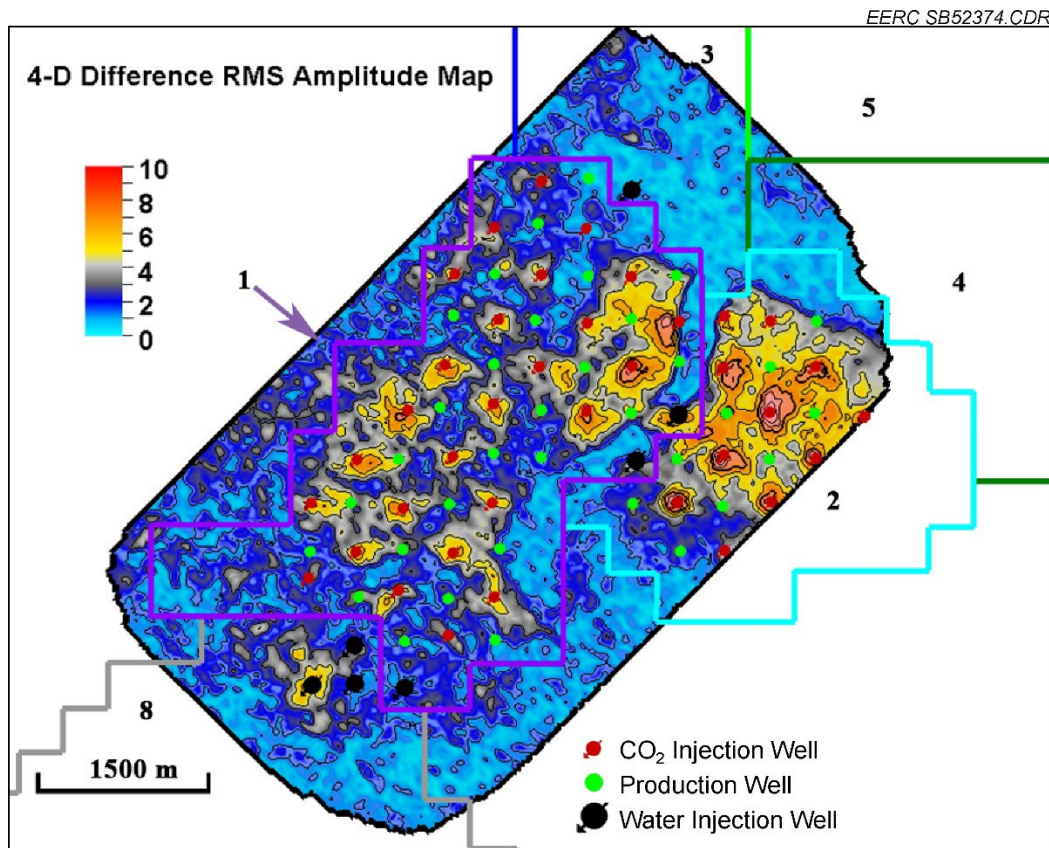 EERC SB52374.CDR
4-D Difference RMS Amplitude Map
3
5
10
8
6
4
2
0
1
4
2
8
1500 m
CO₂ Injection Well
Production Well
Water Injection Well